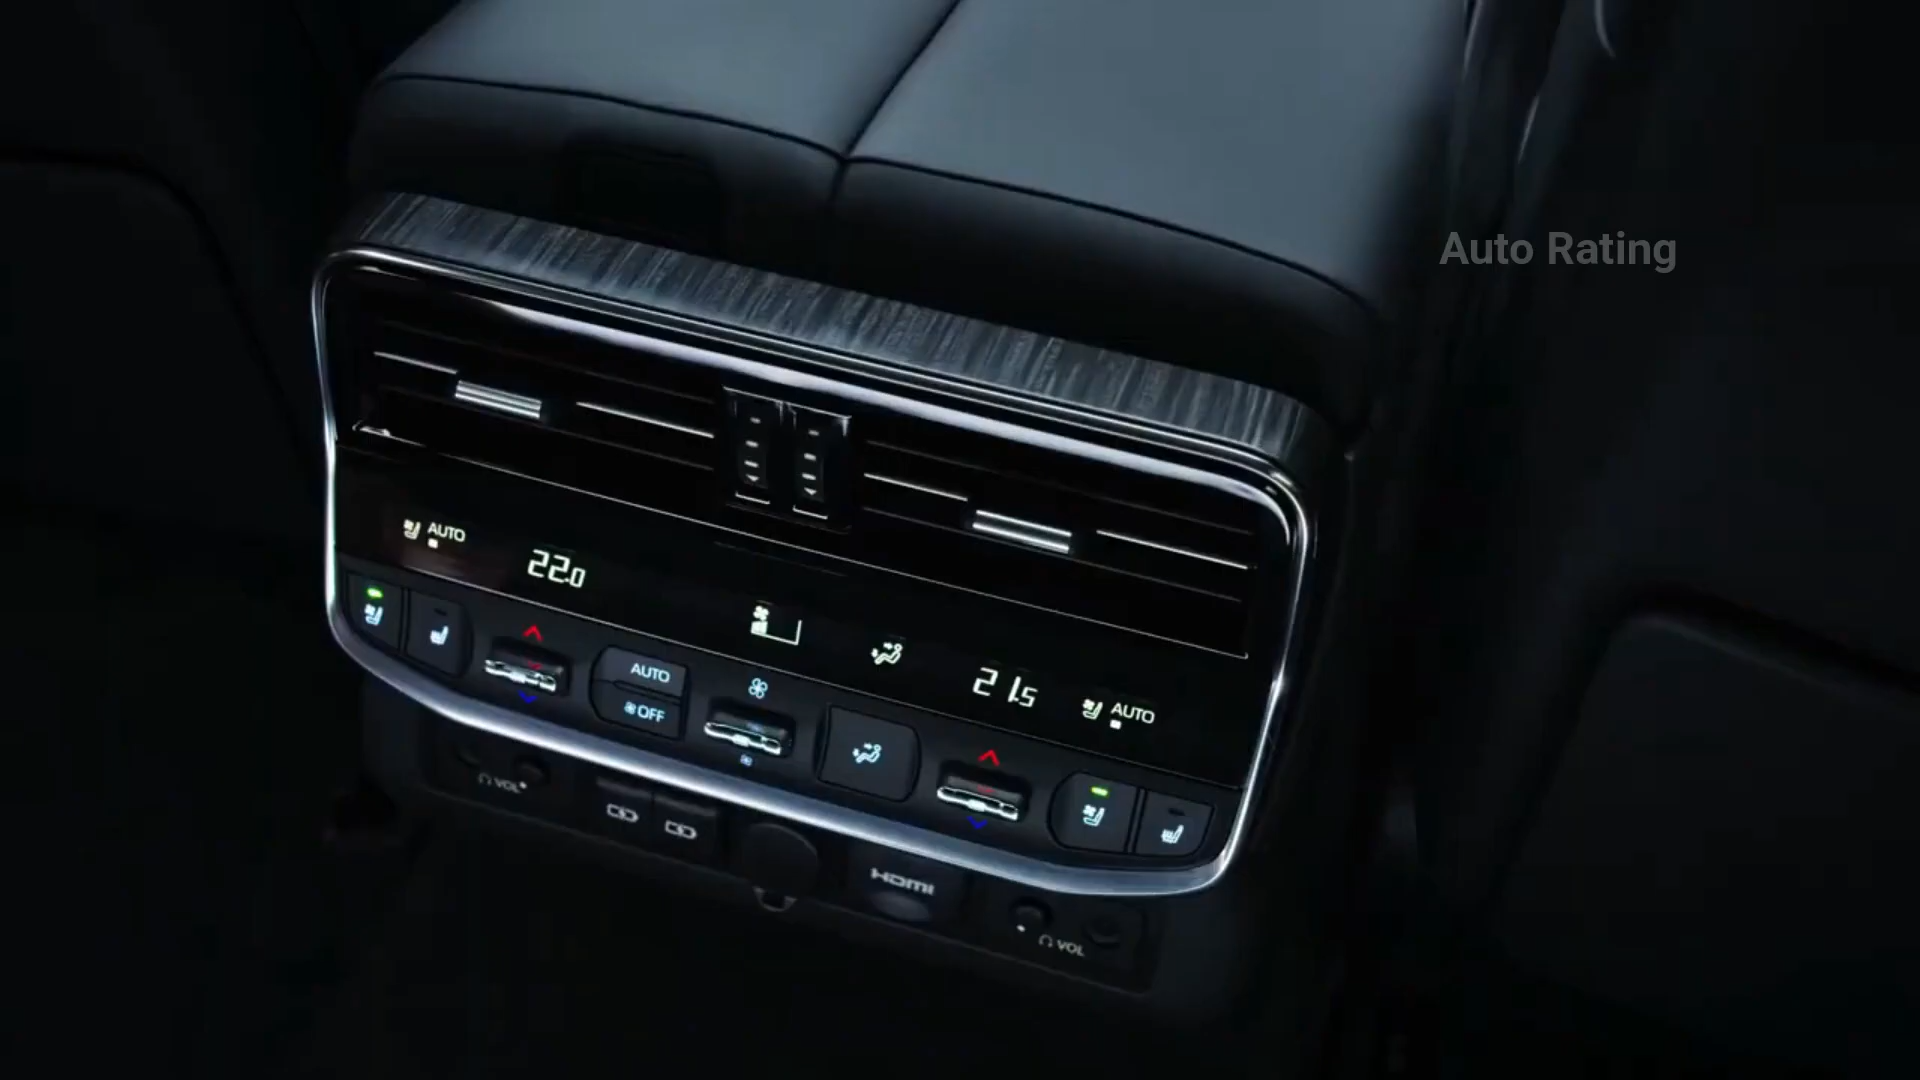 Auto Rating
AUTO
22.0
21.5
AUTO
AUTO
OFF
VOL
HDMI
VOL